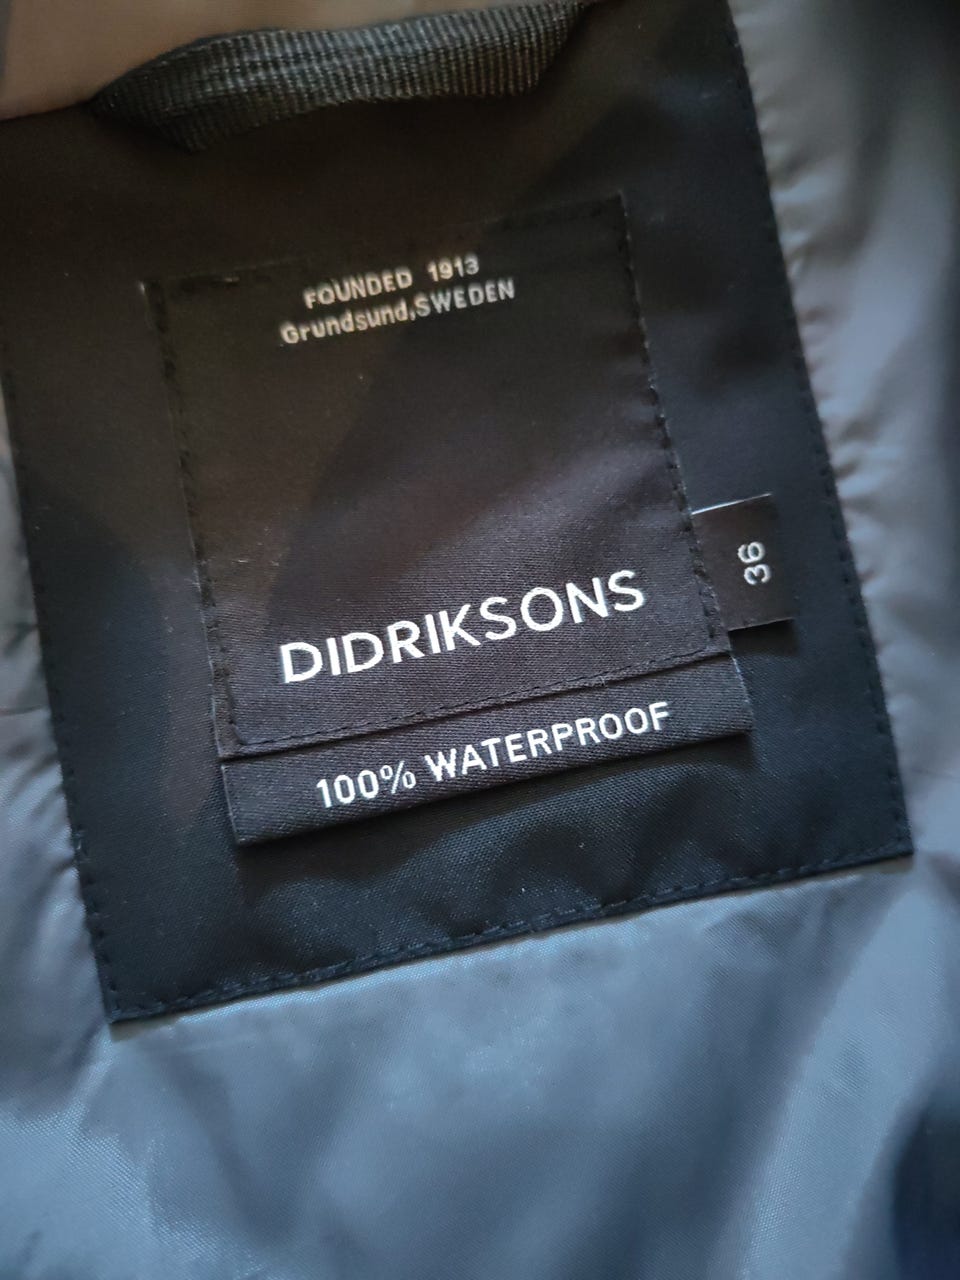 FOUNDED 1913
Grundsund,SWEDEN
DIDRIKSONS
36
100% WATERPROOF